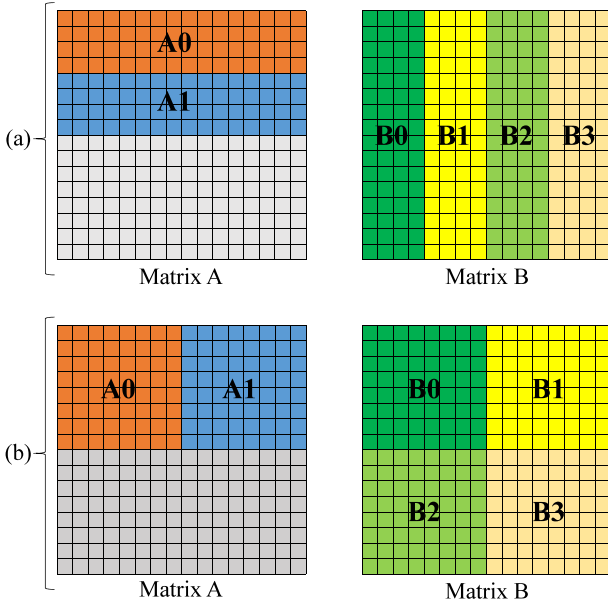 A0
A1
(a)
B0 B1 B2 B3
Matrix A
Matrix B
A0 A1
B0 B1
(b)
B2 B3
Matrix A
Matrix B